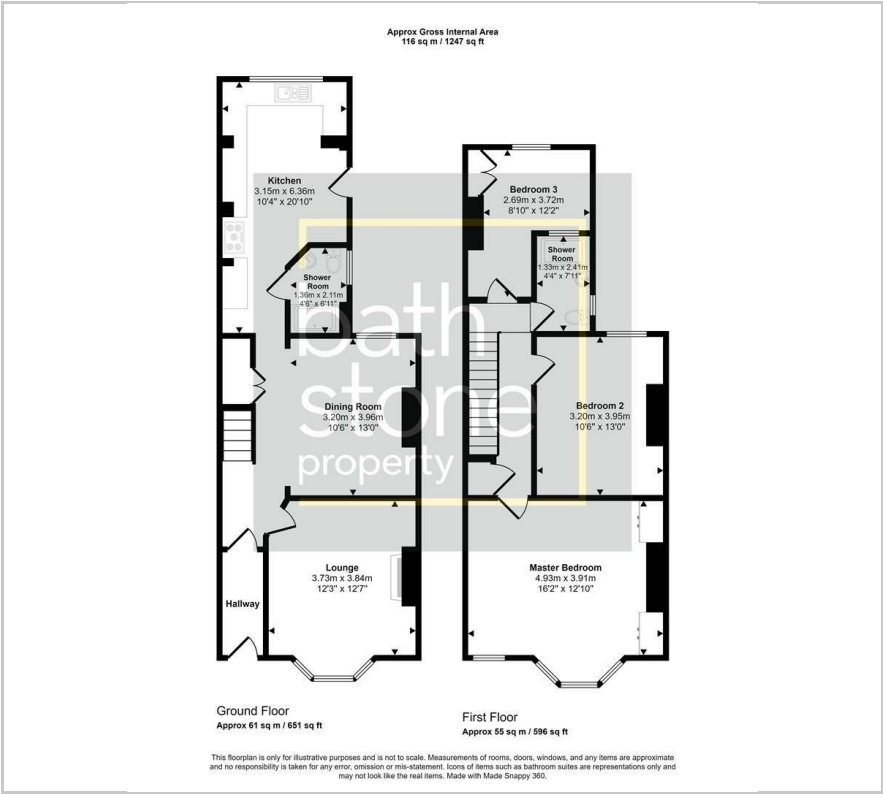 Approx Gross Internal Area
116 sq m / 1247 sq ft
Kitchen
3.15m x 6.36m
10'4" x 20'10"
Shower
Room
1.36m x 2.11m
4'6" x 6'11"
Dining Room
3.20m x 3.96m
10'6" x 13'0"
Lounge
3.73m x 3.84m
12'3" x 12'7"
Hallway
Ground Floor
Approx 61 sq m / 651 sq ft
Bedroom 3
2.69m x 3.72m
8'10" x 12'2"
Shower
Room
1.33m x 2.41m
4'4" x 7'11"
Bedroom 2
3.20m x 3.95m
10'6" x 13'0"
Master Bedroom
4.93m x 3.91m
16'2" x 12'10"
First Floor
Approx 55 sq m / 596 sq ft
bath
stone
property
This floorplan is only for illustrative purposes and is not to scale. Measurements of rooms, doors, windows, and any items are approximate
and no responsibility is taken for any error, omission or mis-statement. Icons of items such as bathroom suites are representations only and
may not look like the real items. Made with Made Snappy 360.